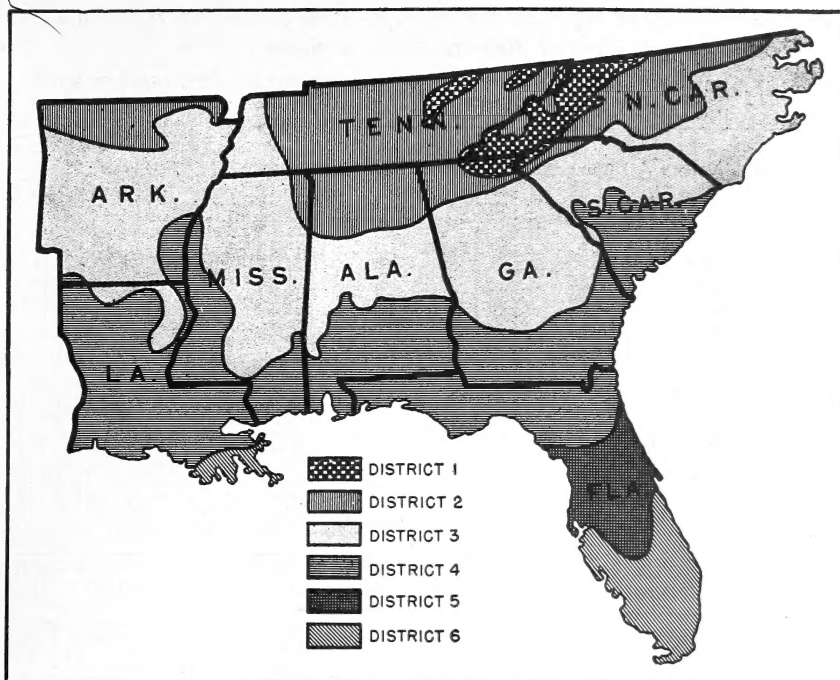 TENN.
N. CAR.
ARK.
S. CAR.
MISS.
ALA.
GA.
LA.
FLA
DISTRICT 1
DISTRICT 2
DISTRICT 3
DISTRICT 4
DISTRICT 5
DISTRICT 6